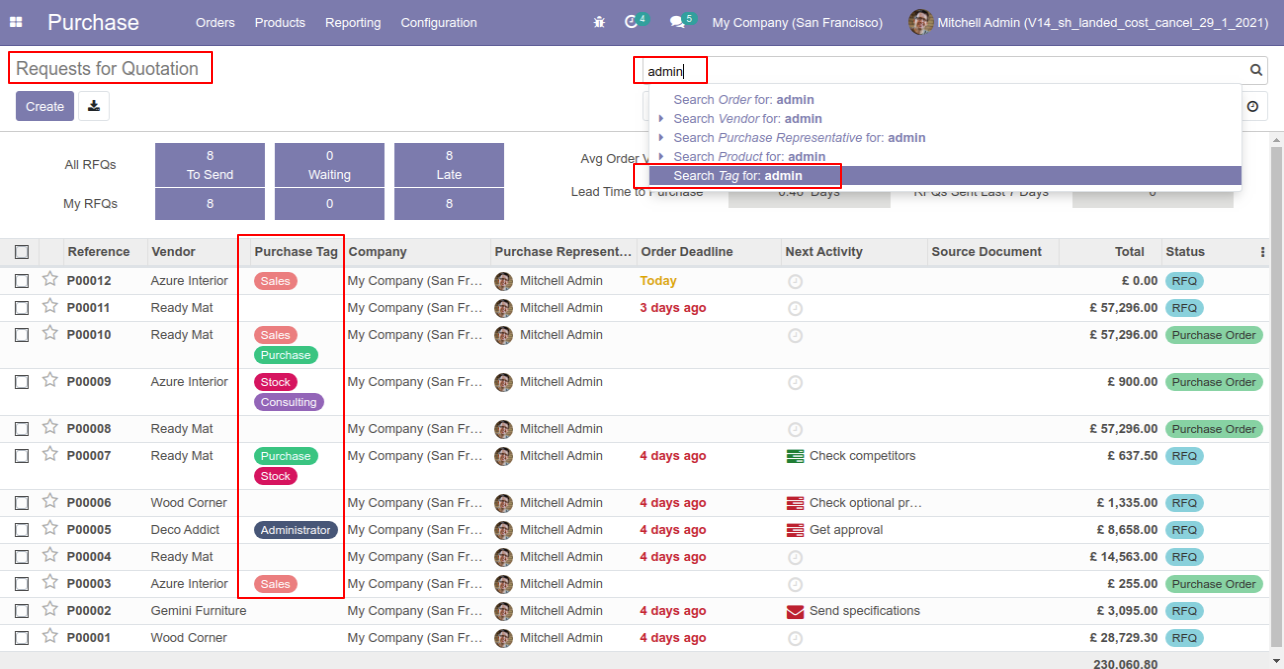 Purchase Orders Products Reporting Configuration 4 5 My Company (San Francisco) Mitchell Admin (V14_sh_landed_cost_cancel_29_1_2021)
Requests for Quotation admin
Create
Search Order for: admin
Search Vendor for: admin
Search Purchase Representative for: admin
Search Product for: admin
Search Tag for: admin
All RFQs 8 To Send 0 Waiting 8 Late Avg Order
My RFQs 8 0 8 Lead Time to Purchase Days RFQs Sent Last 7 Days
Reference Vendor Purchase Tag Company Purchase Represent... Order Deadline Next Activity Source Document Total Status
P00012 Azure Interior Sales My Company (San Fr... Mitchell Admin Today £ 0.00 RFQ
P00011 Ready Mat My Company (San Fr... Mitchell Admin 3 days ago £ 57,296.00 RFQ
P00010 Ready Mat Sales My Company (San Fr... Mitchell Admin £ 57,296.00 Purchase Order
Purchase
P00009 Azure Interior Stock My Company (San Fr... Mitchell Admin £ 900.00 Purchase Order
Consulting
P00008 Ready Mat My Company (San Fr... Mitchell Admin £ 57,296.00 Purchase Order
P00007 Ready Mat Purchase My Company (San Fr... Mitchell Admin 4 days ago Check competitors £ 637.50 RFQ
Stock
P00006 Wood Corner My Company (San Fr... Mitchell Admin 4 days ago Check optional pr... £ 1,335.00 RFQ
P00005 Deco Addict Administrator My Company (San Fr... Mitchell Admin 4 days ago Get approval £ 8,658.00 RFQ
P00004 Ready Mat My Company (San Fr... Mitchell Admin 4 days ago £ 14,563.00 RFQ
P00003 Azure Interior Sales My Company (San Fr... Mitchell Admin £ 255.00 Purchase Order
P00002 Gemini Furniture My Company (San Fr... Mitchell Admin 4 days ago Send specifications £ 3,095.00 RFQ
P00001 Wood Corner My Company (San Fr... Mitchell Admin 4 days ago £ 28,729.30 RFQ
230,060.80